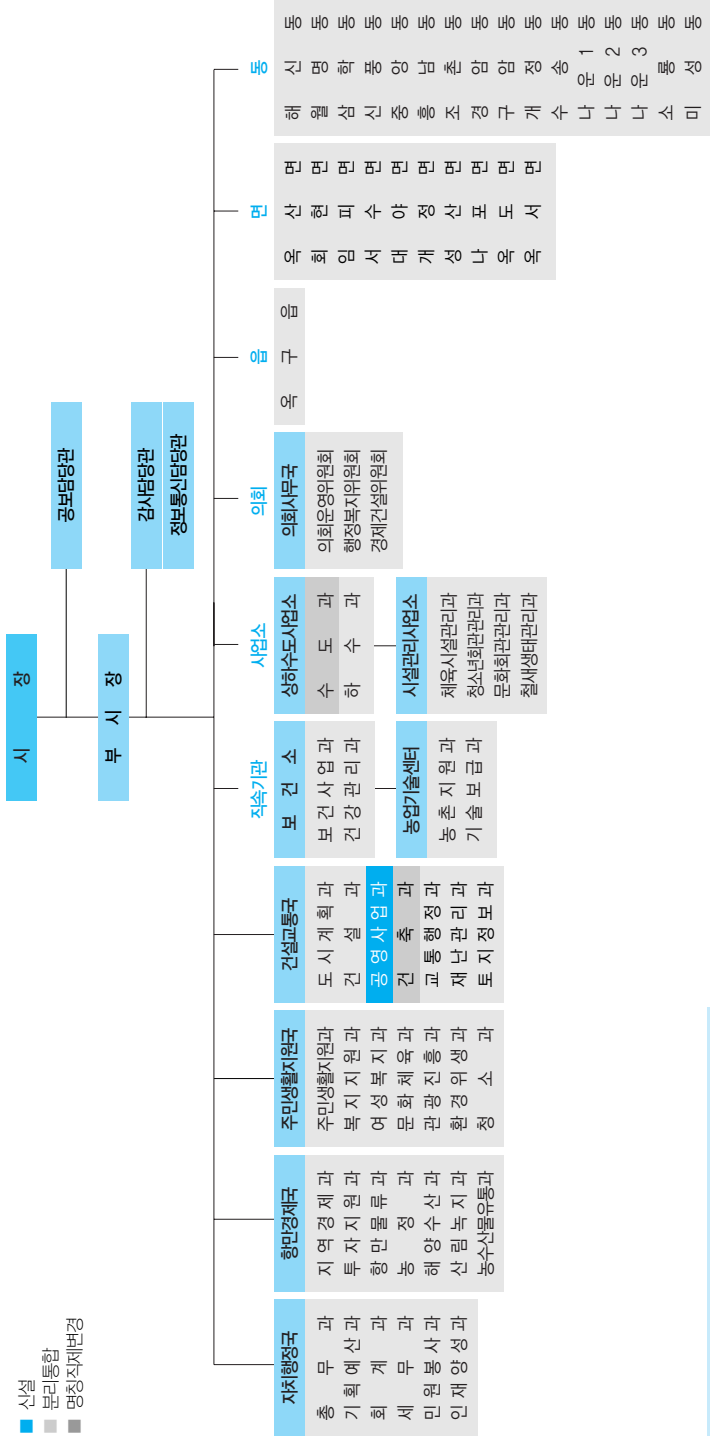 신설
분리통합
명칭직제변경
시 장
공보담당관
부 시 장
감사담당관
정보통신담당관
자치행정국
총 무 과
기획예산과
회 계 과
세 무 과
민원봉사과
인재양성과
항만경제국
지역경제과
투자지원과
항만물류과
농 정 과
해양수산과
산림녹지과
농수산물유통과
주민생활지원국
주민생활지원과
복지지원과
여성복지과
문화체육과
관광진흥과
환경위생과
청 소 과
건설교통국
도시계획과
건 설 과
공영사업과
건 축 과
교통행정과
재난관리과
토지정보과
직속기관
보 건 소
보건사업과
건강관리과
농업기술센터
농촌지원과
기술보급과
사업소
상하수도사업소
수 도 과
하 수 과
시설관리사업소
체육시설관리과
청소년회관관리과
문화회관관리과
철새생태관리과
의회
의회사무국
의회운영위원회
행정복지위원회
경제건설위원회
읍
옥 구 읍
면
옥 산 면
회 현 면
임 피 면
서 수 면
대 야 면
개 정 면
성 산 면
나 포 면
옥 도 면
옥 서 면
동
해 신 동
월 명 동
삼 학 동
신 풍 동
중 앙 동
흥 남 동
조 촌 동
경 암 동
구 암 동
개 정 동
수 송 동
나 운 1 동
나 운 2 동
나 운 3 동
소 룡 동
미 성 동